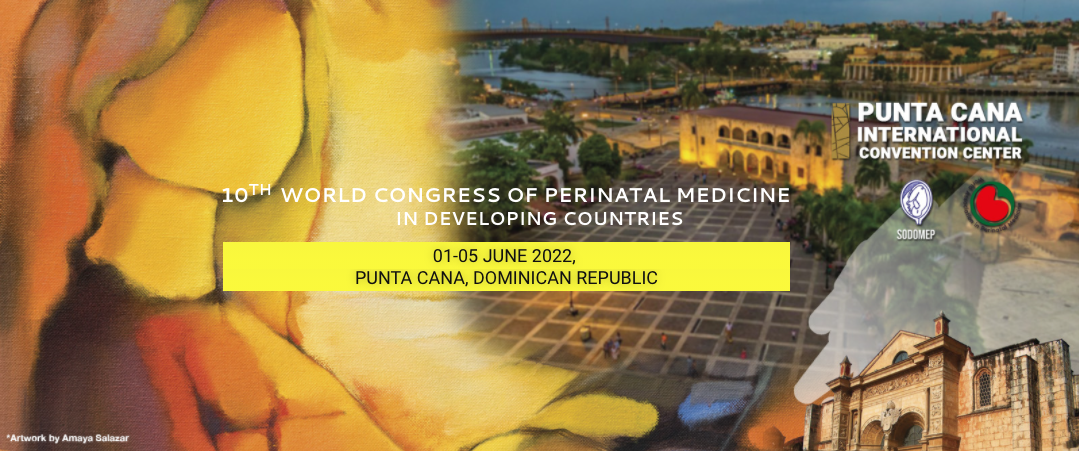 PUNTA CANA
INTERNATIONAL
CONVENTION CENTER
10TH WORLD CONGRESS OF PERINATAL MEDICINE
IN DEVELOPING COUNTRIES
SODOMEP
01-05 JUNE 2022,
PUNTA CANA, DOMINICAN REPUBLIC
*Artwork by Amaya Salazar